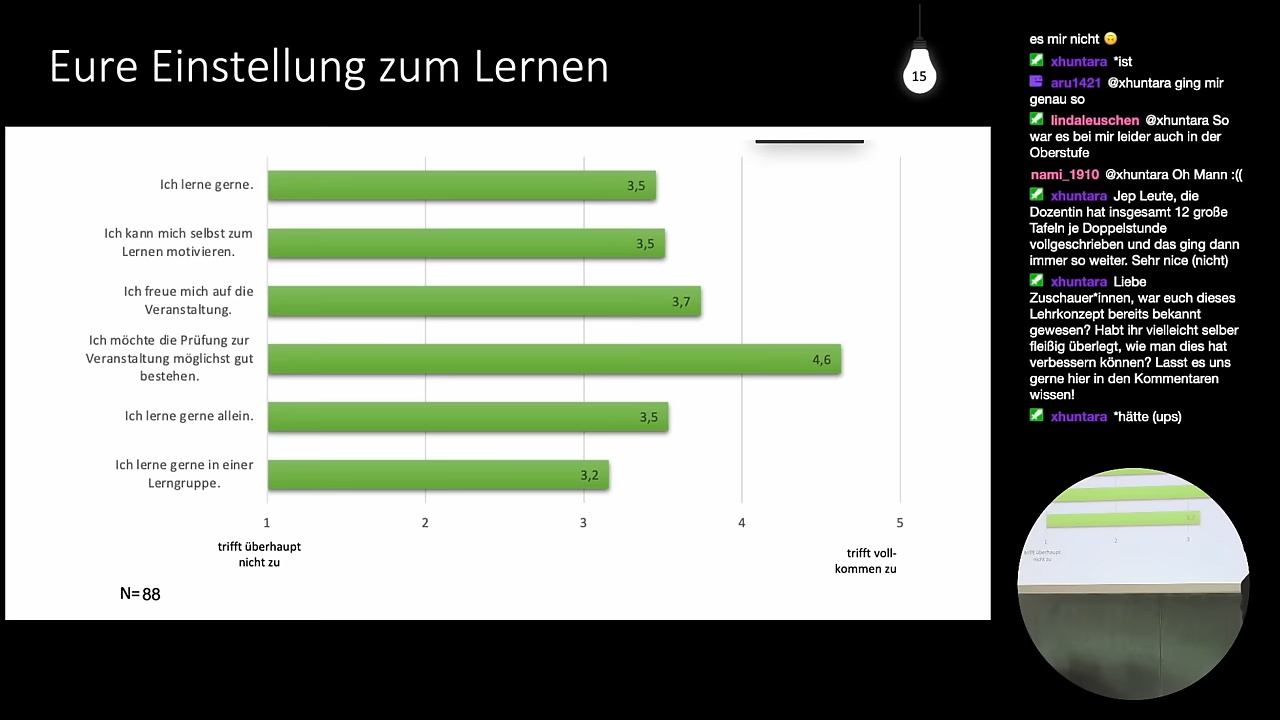 Eure Einstellung zum Lernen
15
Ich lerne gerne.
3,5
Ich kann mich selbst zum
Lernen motivieren.
3,5
Ich freue mich auf die
Veranstaltung.
3,7
Ich möchte die Prüfung zur
Veranstaltung möglichst gut
bestehen.
4,6
Ich lerne gerne allein.
3,5
Ich lerne gerne in einer
Lerngruppe.
3,2
1 2 3 4 5
trifft überhaupt
nicht zu
trifft voll-
kommen zu
N=88
es mir nicht 🙃
xhuntara *ist
aru1421 @xhuntara ging mir
genau so
lindaleuschen @xhuntara So
war es bei mir leider auch in der
Oberstufe
nami_1910 @xhuntara Oh Mann :((
xhuntara Jep Leute, die
Dozentin hat insgesamt 12 große
Tafeln je Doppelstunde
vollgeschrieben und das ging dann
immer so weiter. Sehr nice (nicht)
xhuntara Liebe
Zuschauer*innen, war euch dieses
Lehrkonzept bereits bekannt
gewesen? Habt ihr vielleicht selber
fleißig überlegt, wie man dies hat
verbessern können? Lasst es uns
gerne hier in den Kommentaren
wissen!
xhuntara *hätte (ups)
1 2 3
trifft überhaupt
nicht zu